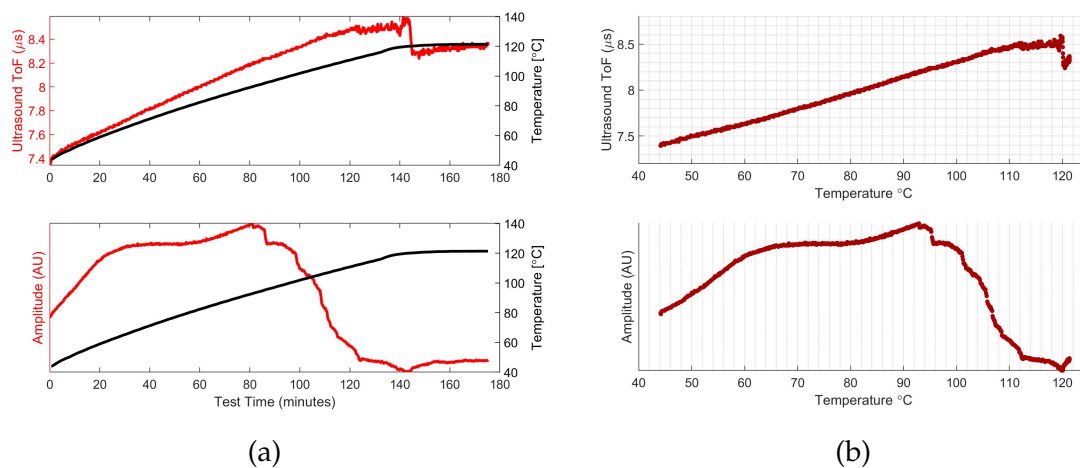 Ultrasound ToF (μs)
8.4
8.2
8
7.8
7.6
7.4
0 20 40 60 80 100 120 140 160 180
140
120
100
80
60
40
Temperature [°C]
Amplitude (AU)
0 20 40 60 80 100 120 140 160 180
Test Time (minutes)
140
120
100
80
60
40
Temperature [°C]
(a)
Ultrasound ToF (μs)
8.5
8
7.5
40 50 60 70 80 90 100 110 120
Temperature °C
Amplitude (AU)
40 50 60 70 80 90 100 110 120
Temperature °C
(b)